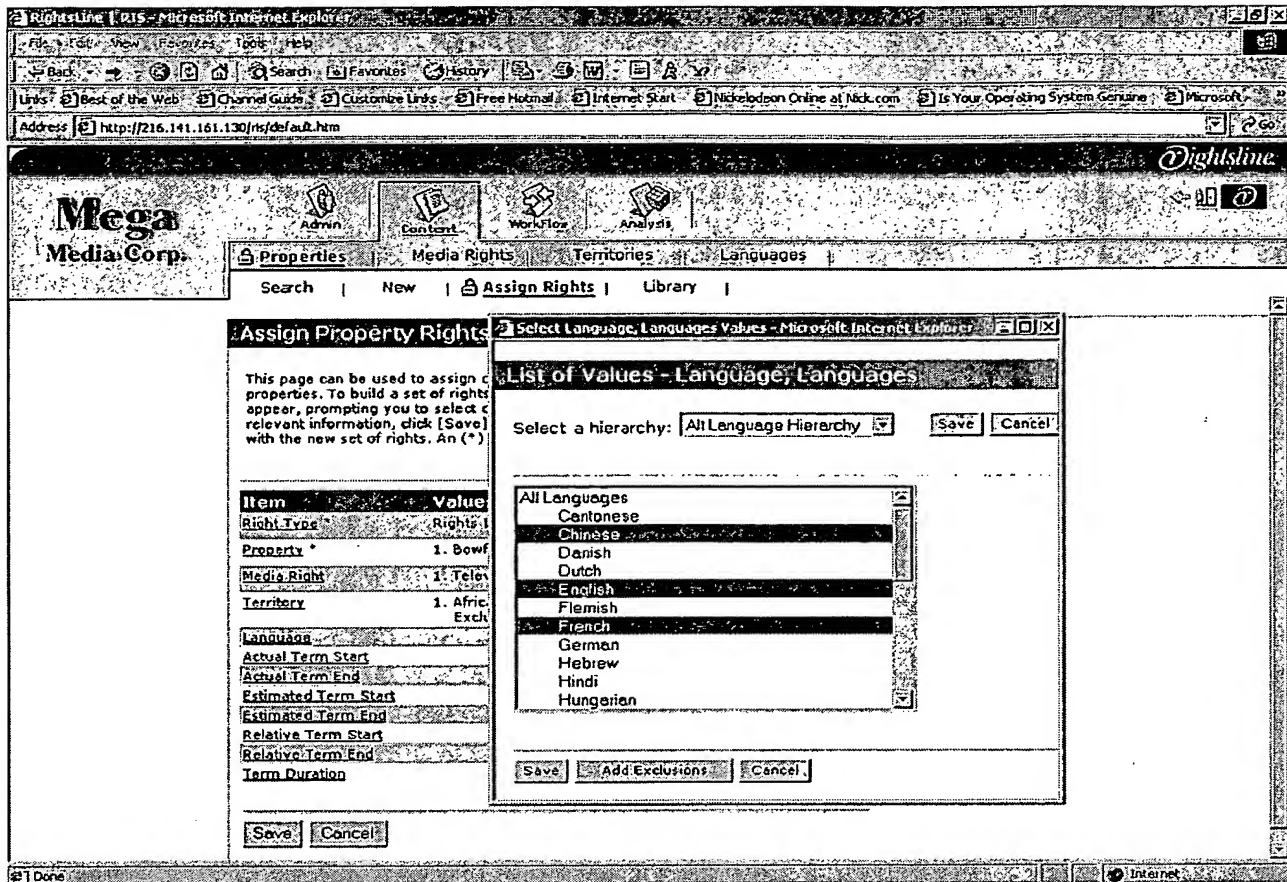 RightsLine | RIS - Microsoft Internet Explorer
File Edit View Favorites Tools Help
Back Search Favorites History
Links Best of the Web Channel Guide Customize Links Free Hotmail Internet Start Nickelodeon Online at Nick.com Is Your Operating System Genuine Microsoft
Address http://216.141.161.130/ris/default.htm Go
Rightsline
Mega
Media Corp.
Admin Content WorkFlow Analysis
Properties | Media Rights | Territories | Languages |
Search | New | Assign Rights | Library |
Assign Property Rights
This page can be used to assign
properties. To build a set of rights
appear, prompting you to select
relevant information, click [Save]
with the new set of rights. An (*)
Item Value
Right Type * Rights
Property * 1. Bowf
Media Right 1. Telev
Territory 1. Afric
Exclu
Language
Actual Term Start
Actual Term End
Estimated Term Start
Estimated Term End
Relative Term Start
Relative Term End
Term Duration
Save Cancel
Select Language, Languages Values - Microsoft Internet Explorer
List of Values - Language, Languages
Select a hierarchy: Alt Language Hierarchy Save Cancel
All Languages
Cantonese
Chinese
Danish
Dutch
English
Flemish
French
German
Hebrew
Hindi
Hungarian
Save Add Exclusions Cancel
Done Internet